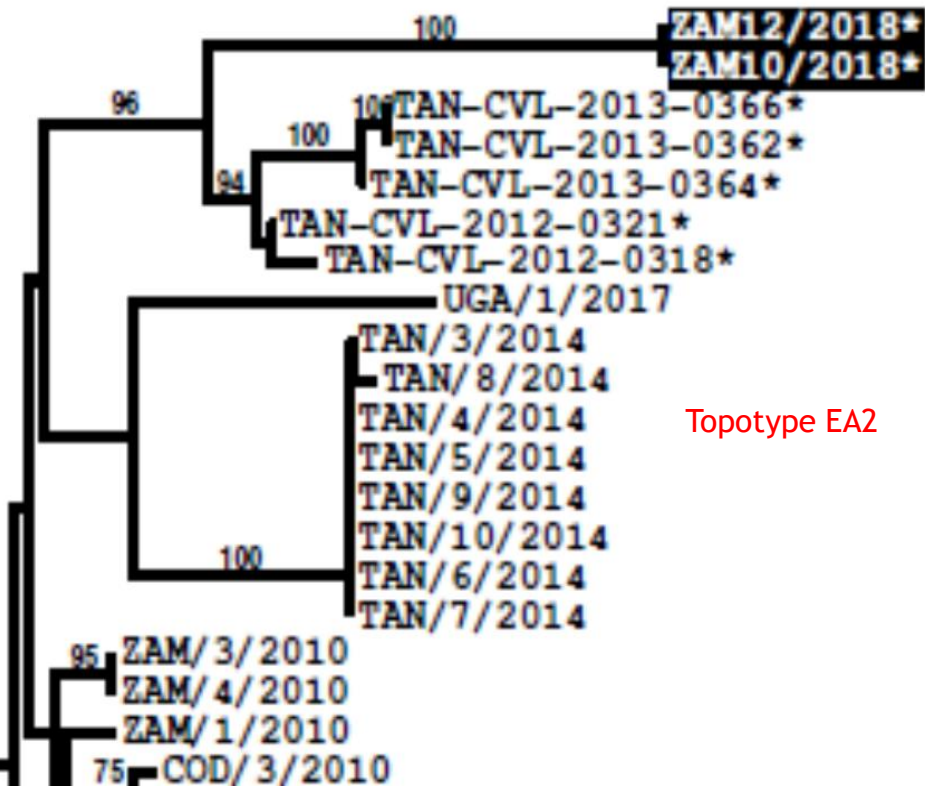 100
ZAM12/2018*
ZAM10/2018*
96
100
TAN-CVL-2013-0366*
100
TAN-CVL-2013-0362*
94
TAN-CVL-2013-0364*
TAN-CVL-2012-0321*
TAN-CVL-2012-0318*
UGA/1/2017
TAN/3/2014
TAN/8/2014
TAN/4/2014
Topotype EA2
TAN/5/2014
TAN/9/2014
TAN/10/2014
100
TAN/6/2014
TAN/7/2014
95
ZAM/3/2010
ZAM/4/2010
ZAM/1/2010
75
COD/3/2010